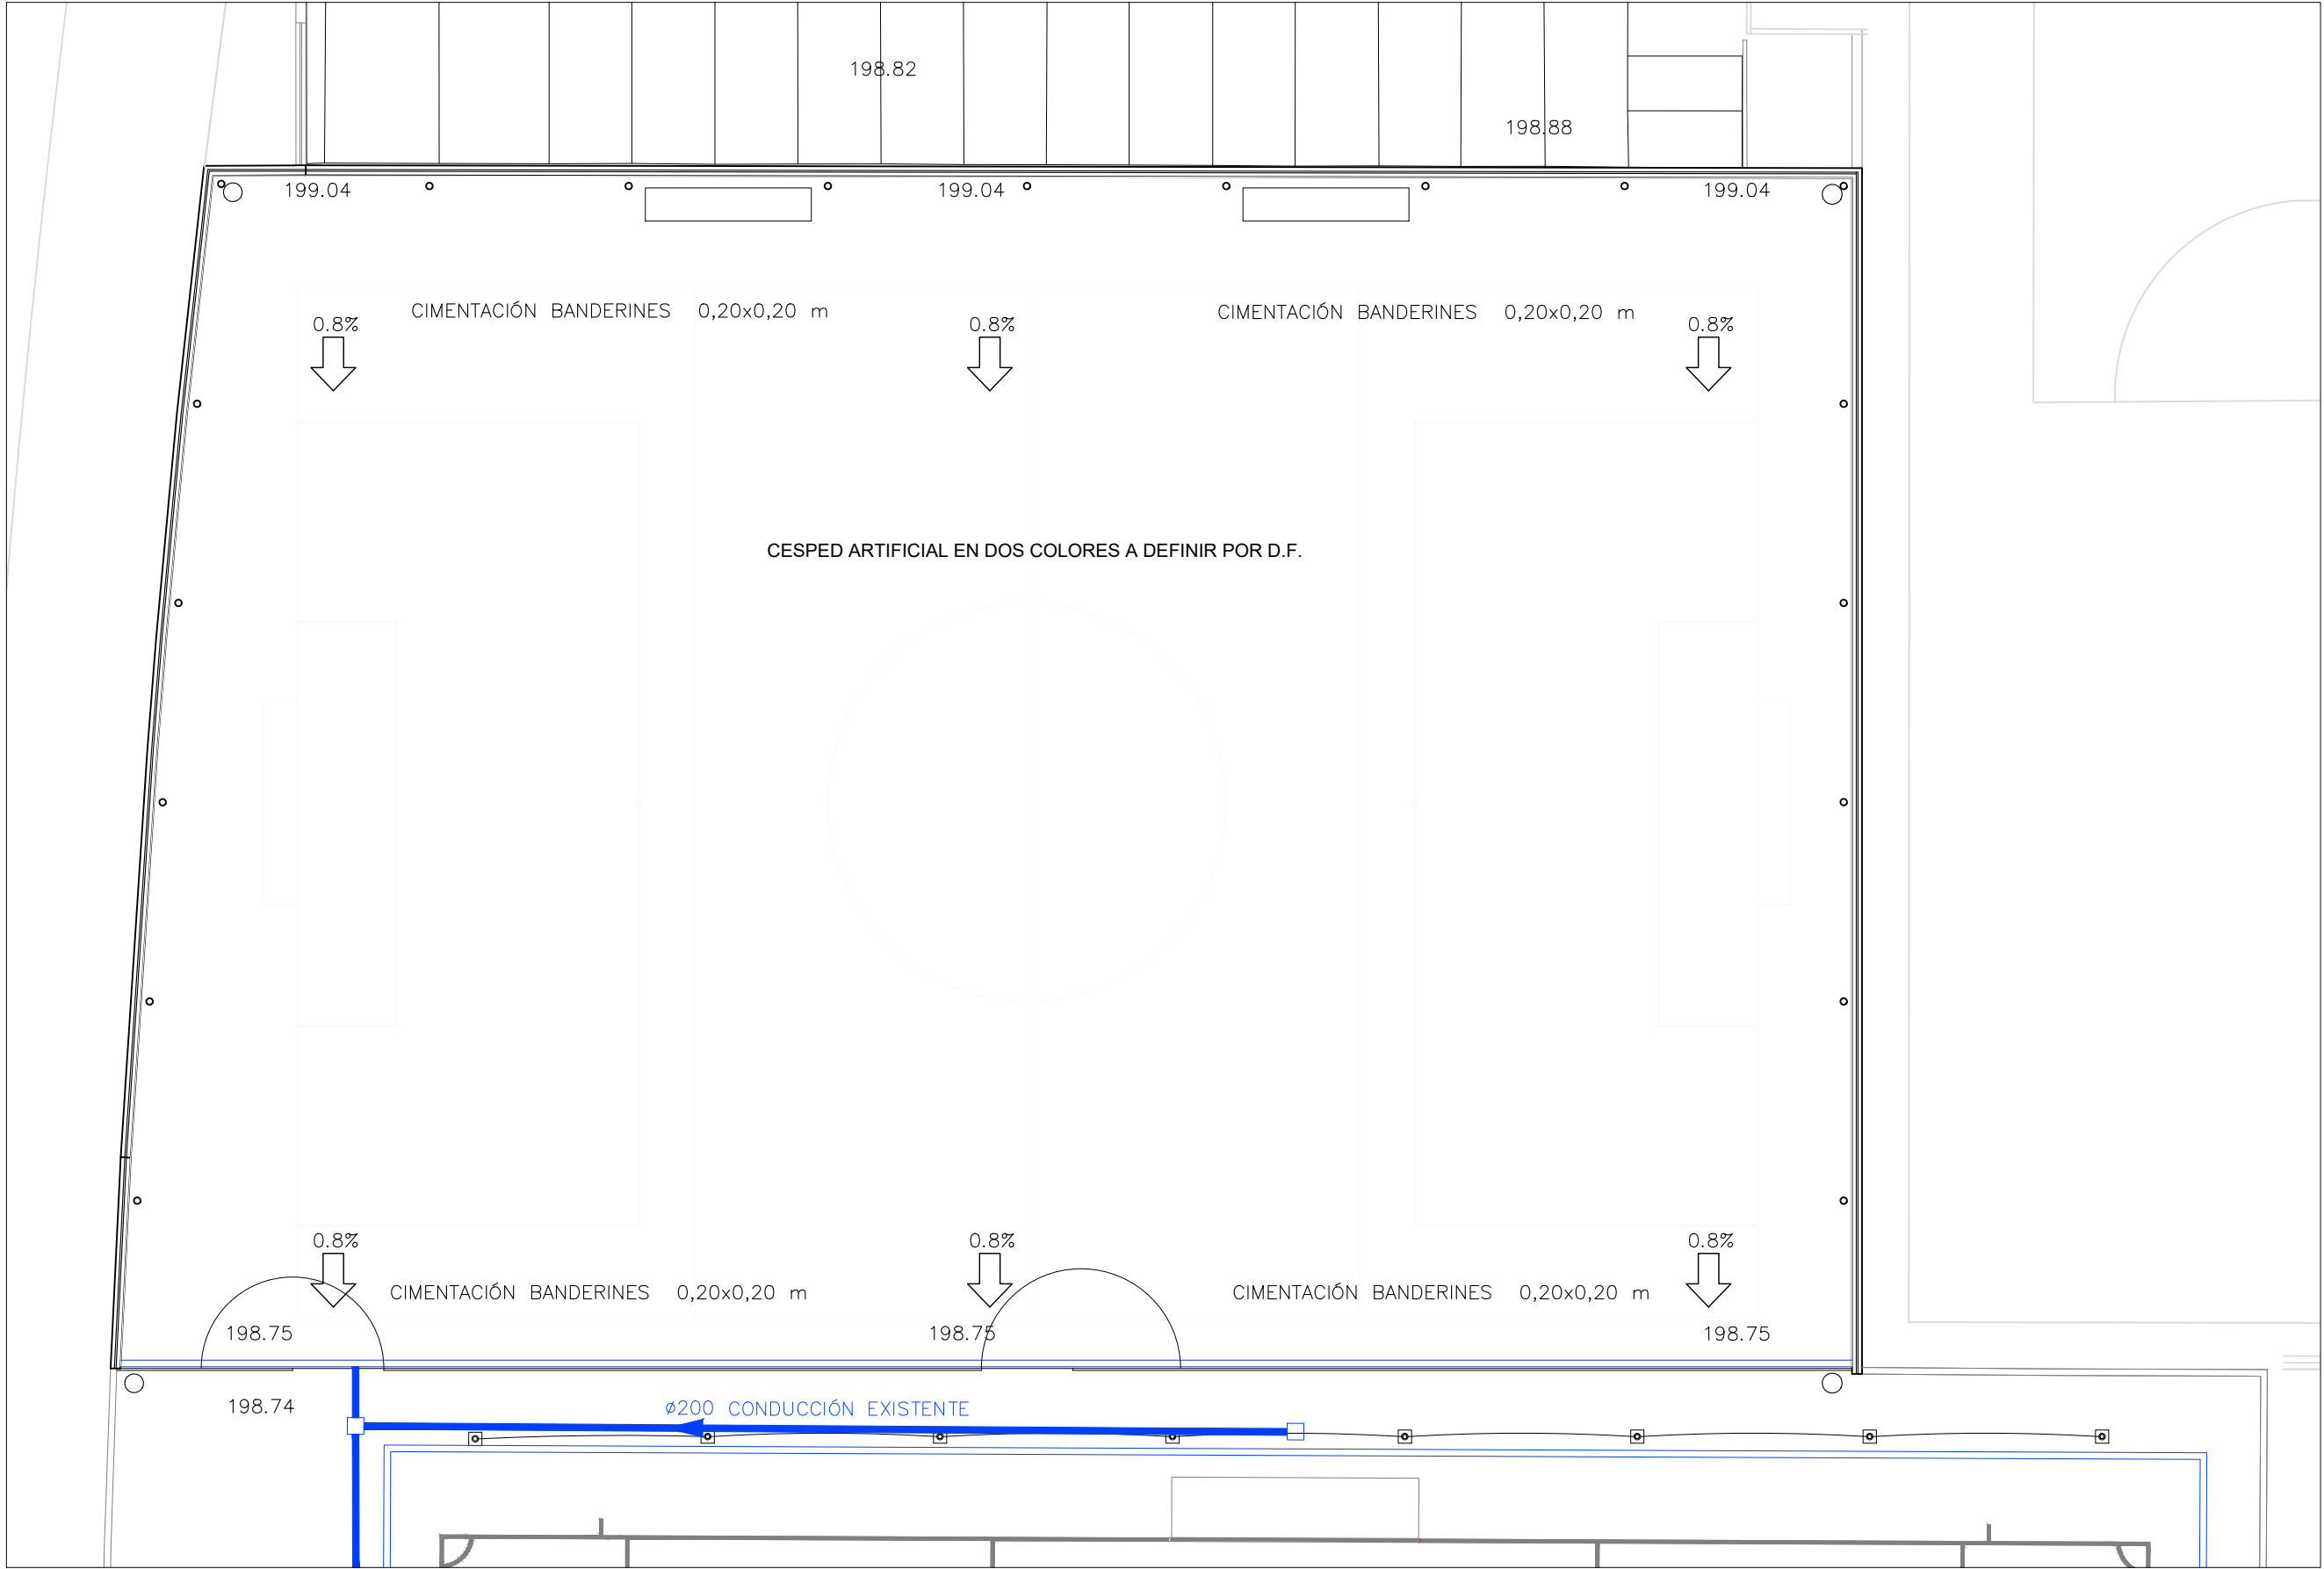 198.82
198.88
199.04 199.04 199.04
CIMENTACIÓN BANDERINES 0,20x0,20 m CIMENTACIÓN BANDERINES 0,20x0,20 m
0.8% 0.8% 0.8%
CESPED ARTIFICIAL EN DOS COLORES A DEFINIR POR D.F.
0.8% 0.8% 0.8%
CIMENTACIÓN BANDERINES 0,20x0,20 m CIMENTACIÓN BANDERINES 0,20x0,20 m
198.75 198.75 198.75
198.74
ø200 CONDUCCIÓN EXISTENTE